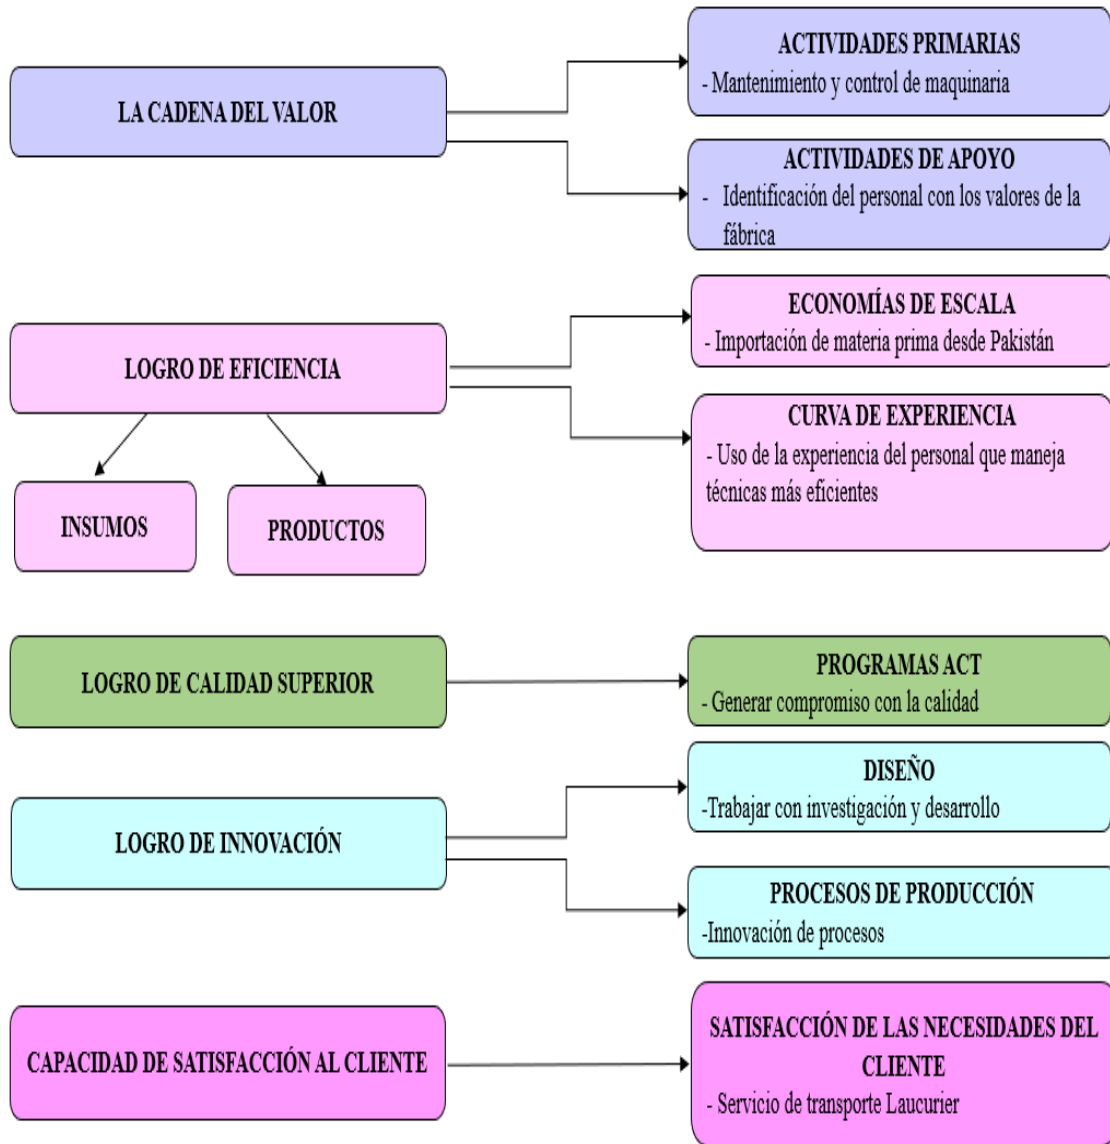 LA CADENA DEL VALOR
ACTIVIDADES PRIMARIAS
- Mantenimiento y control de maquinaria
ACTIVIDADES DE APOYO
- Identificación del personal con los valores de la
fábrica
LOGRO DE EFICIENCIA
ECONOMÍAS DE ESCALA
- Importación de materia prima desde Pakistán
CURVA DE EXPERIENCIA
- Uso de la experiencia del personal que maneja
técnicas más eficientes
INSUMOS
PRODUCTOS
LOGRO DE CALIDAD SUPERIOR
PROGRAMAS ACT
- Generar compromiso con la calidad
LOGRO DE INNOVACIÓN
DISEÑO
-Trabajar con investigación y desarrollo
PROCESOS DE PRODUCCIÓN
-Innovación de procesos
CAPACIDAD DE SATISFACCIÓN AL CLIENTE
SATISFACCIÓN DE LAS NECESIDADES DEL
CLIENTE
- Servicio de transporte Laucurier